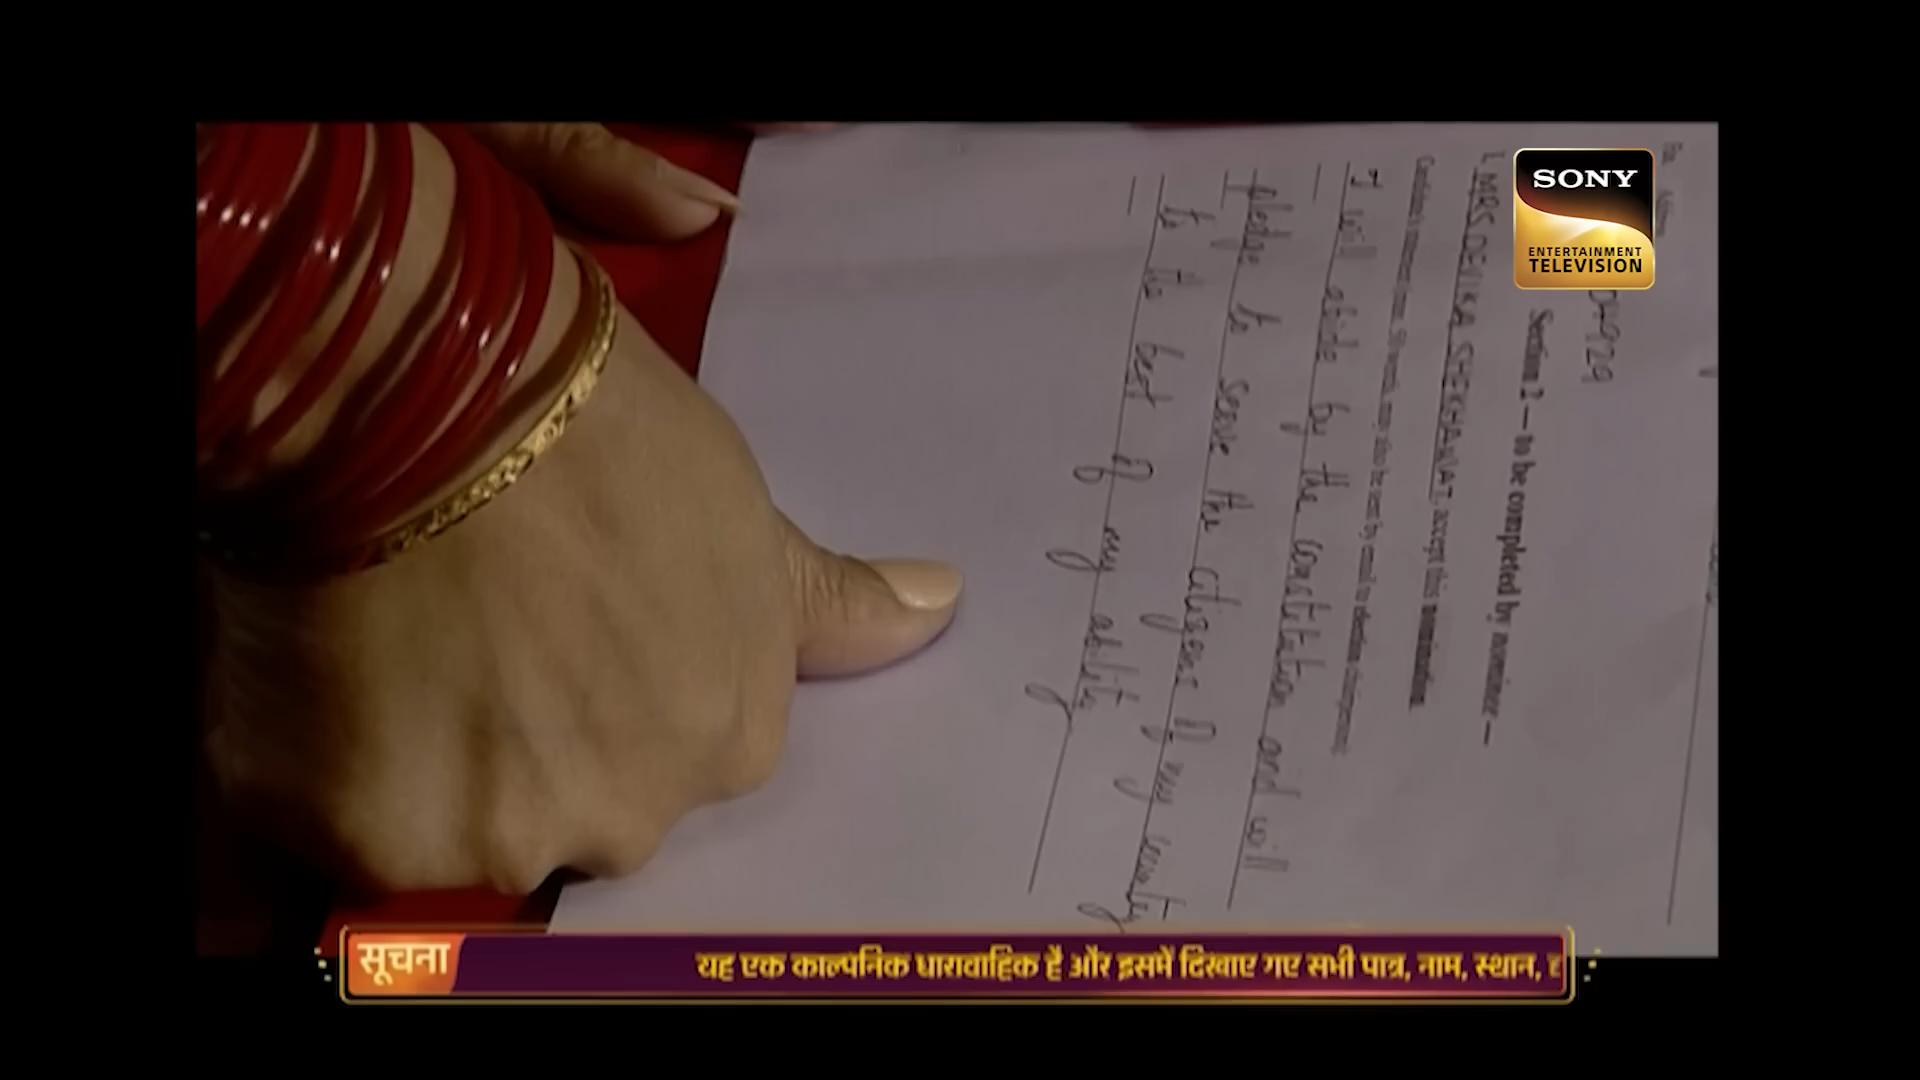 SONY
ENTERTAINMENT
TELEVISION
Section 2 – to be completed by nominee –
I, MRS. DEVIKA SHEKHAWAT, accept this nomination.
I will abide by the constitution and will
pledge to serve the citizens of my country
to the best of my ability
सूचना
यह एक काल्पनिक धारावाहिक है और इसमें दिखाए गए सभी पात्र, नाम, स्थान,